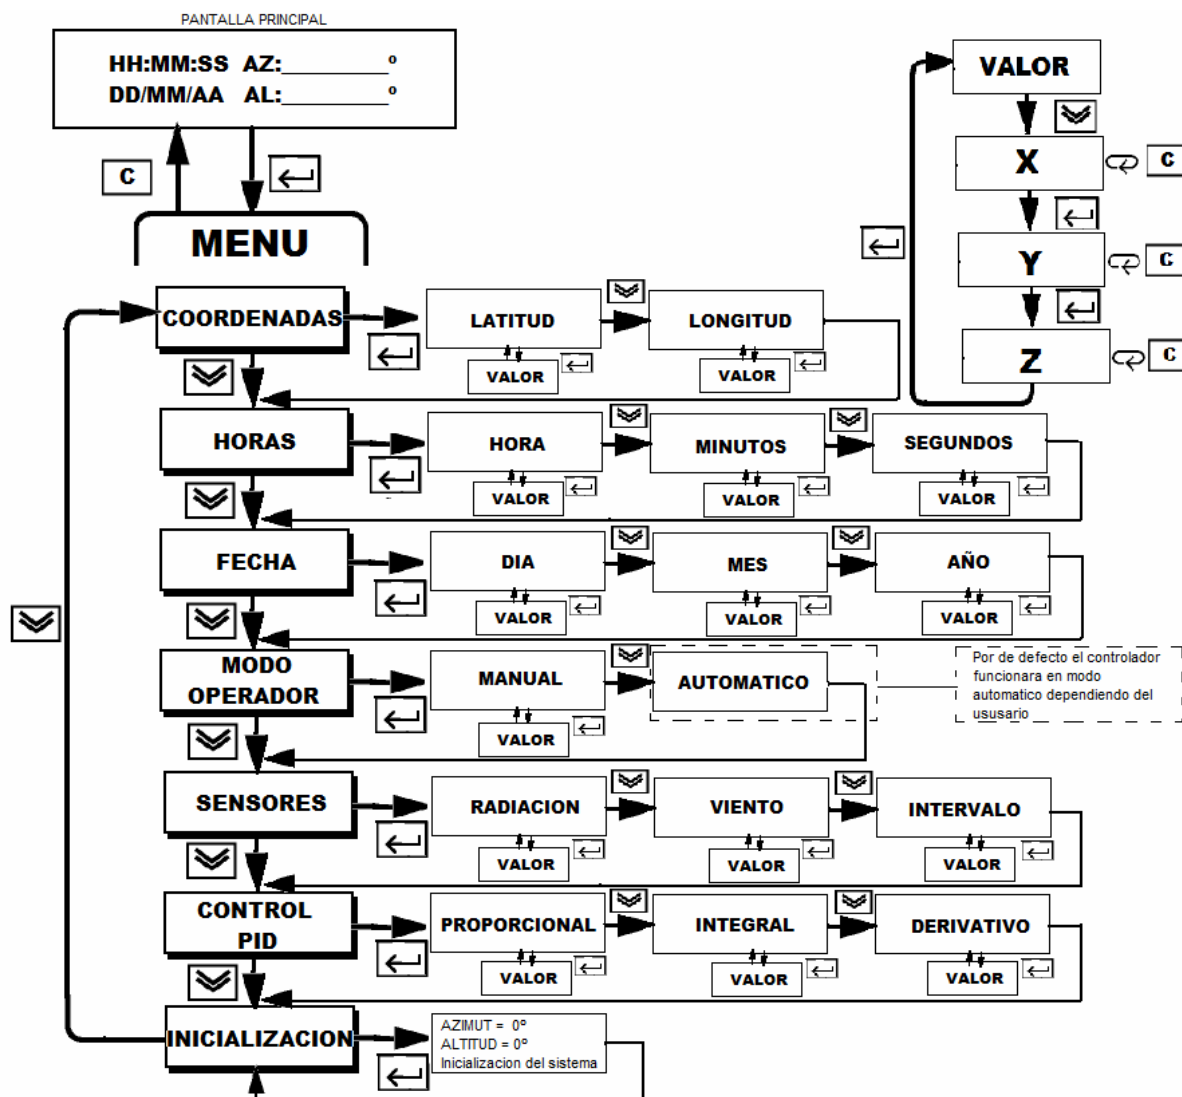 PANTALLA PRINCIPAL
HH:MM:SS AZ:_________º
DD/MM/AA AL:_________º
C
MENU
VALOR
X
C
Y
C
Z
C
COORDENADAS
LATITUD
LONGITUD
VALOR
VALOR
HORAS
HORA
MINUTOS
SEGUNDOS
VALOR
VALOR
VALOR
FECHA
DIA
MES
AÑO
VALOR
VALOR
VALOR
MODO
OPERADOR
MANUAL
AUTOMATICO
VALOR
Por de defecto el controlador
funcionara en modo
automatico dependiendo del
ususario
SENSORES
RADIACION
VIENTO
INTERVALO
VALOR
VALOR
VALOR
CONTROL
PID
PROPORCIONAL
INTEGRAL
DERIVATIVO
VALOR
VALOR
VALOR
INICIALIZACION
AZIMUT = 0º
ALTITUD = 0º
Inicializacion del sistema